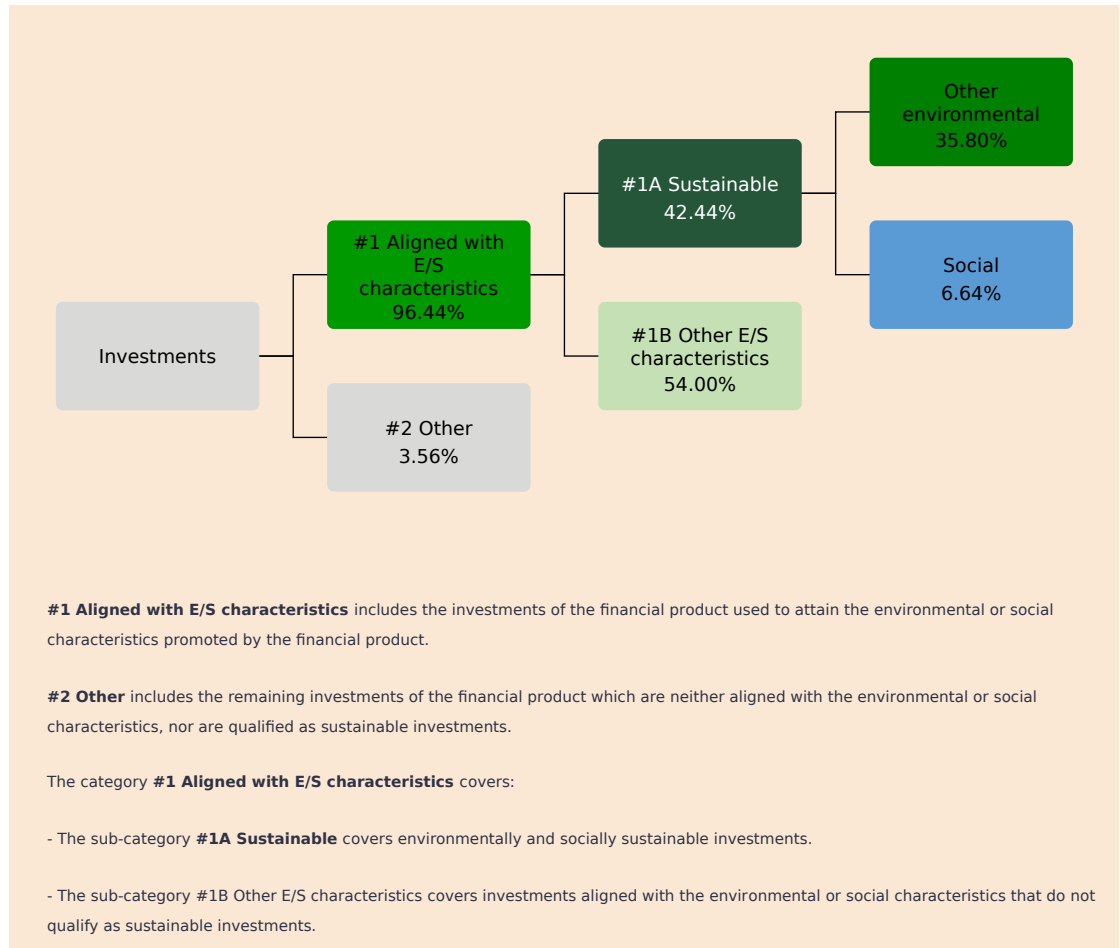 Other
environmental
35.80%
#1A Sustainable
42.44%
#1 Aligned with
E/S
characteristics
96.44%
Social
6.64%
Investments
#1B Other E/S
characteristics
54.00%
#2 Other
3.56%
#1 Aligned with E/S characteristics includes the investments of the financial product used to attain the environmental or social
characteristics promoted by the financial product.
#2 Other includes the remaining investments of the financial product which are neither aligned with the environmental or social
characteristics, nor are qualified as sustainable investments.
The category #1 Aligned with E/S characteristics covers:
- The sub-category #1A Sustainable covers environmentally and socially sustainable investments.
- The sub-category #1B Other E/S characteristics covers investments aligned with the environmental or social characteristics that do not
qualify as sustainable investments.